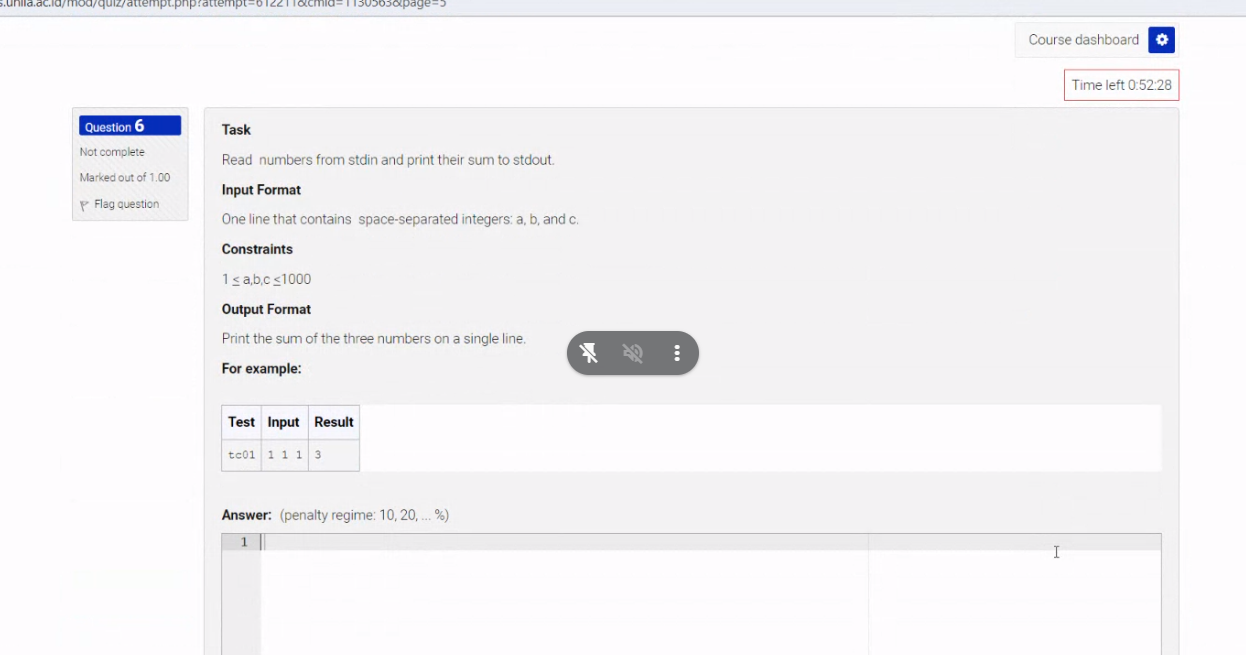 s.unila.ac.id/mod/quiz/attempt.php?attempt=612211&cmid=1130563&page=5
Course dashboard
Time left 0:52:28
Question 6
Not complete
Marked out of 1.00
Flag question
Task
Read numbers from stdin and print their sum to stdout.
Input Format
One line that contains space-separated integers: a, b, and c.
Constraints
1 ≤ a,b,c ≤1000
Output Format
Print the sum of the three numbers on a single line.
For example:
Test Input Result
tc01 1 1 1 3
Answer: (penalty regime: 10, 20, ... %)
1